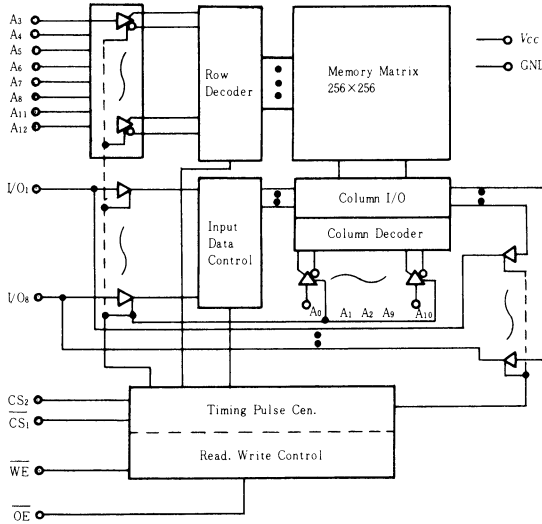 A3
A4
A5
A6
A7
A8
A11
A12
Row
Decoder
Memory Matrix
256×256
Vcc
GND
I/O1
I/O8
Input
Data
Control
Column I/O
Column Decoder
A0 A1 A2 A9 A10
CS2
CS1
WE
OE
Timing Pulse Cen.
Read. Write Control